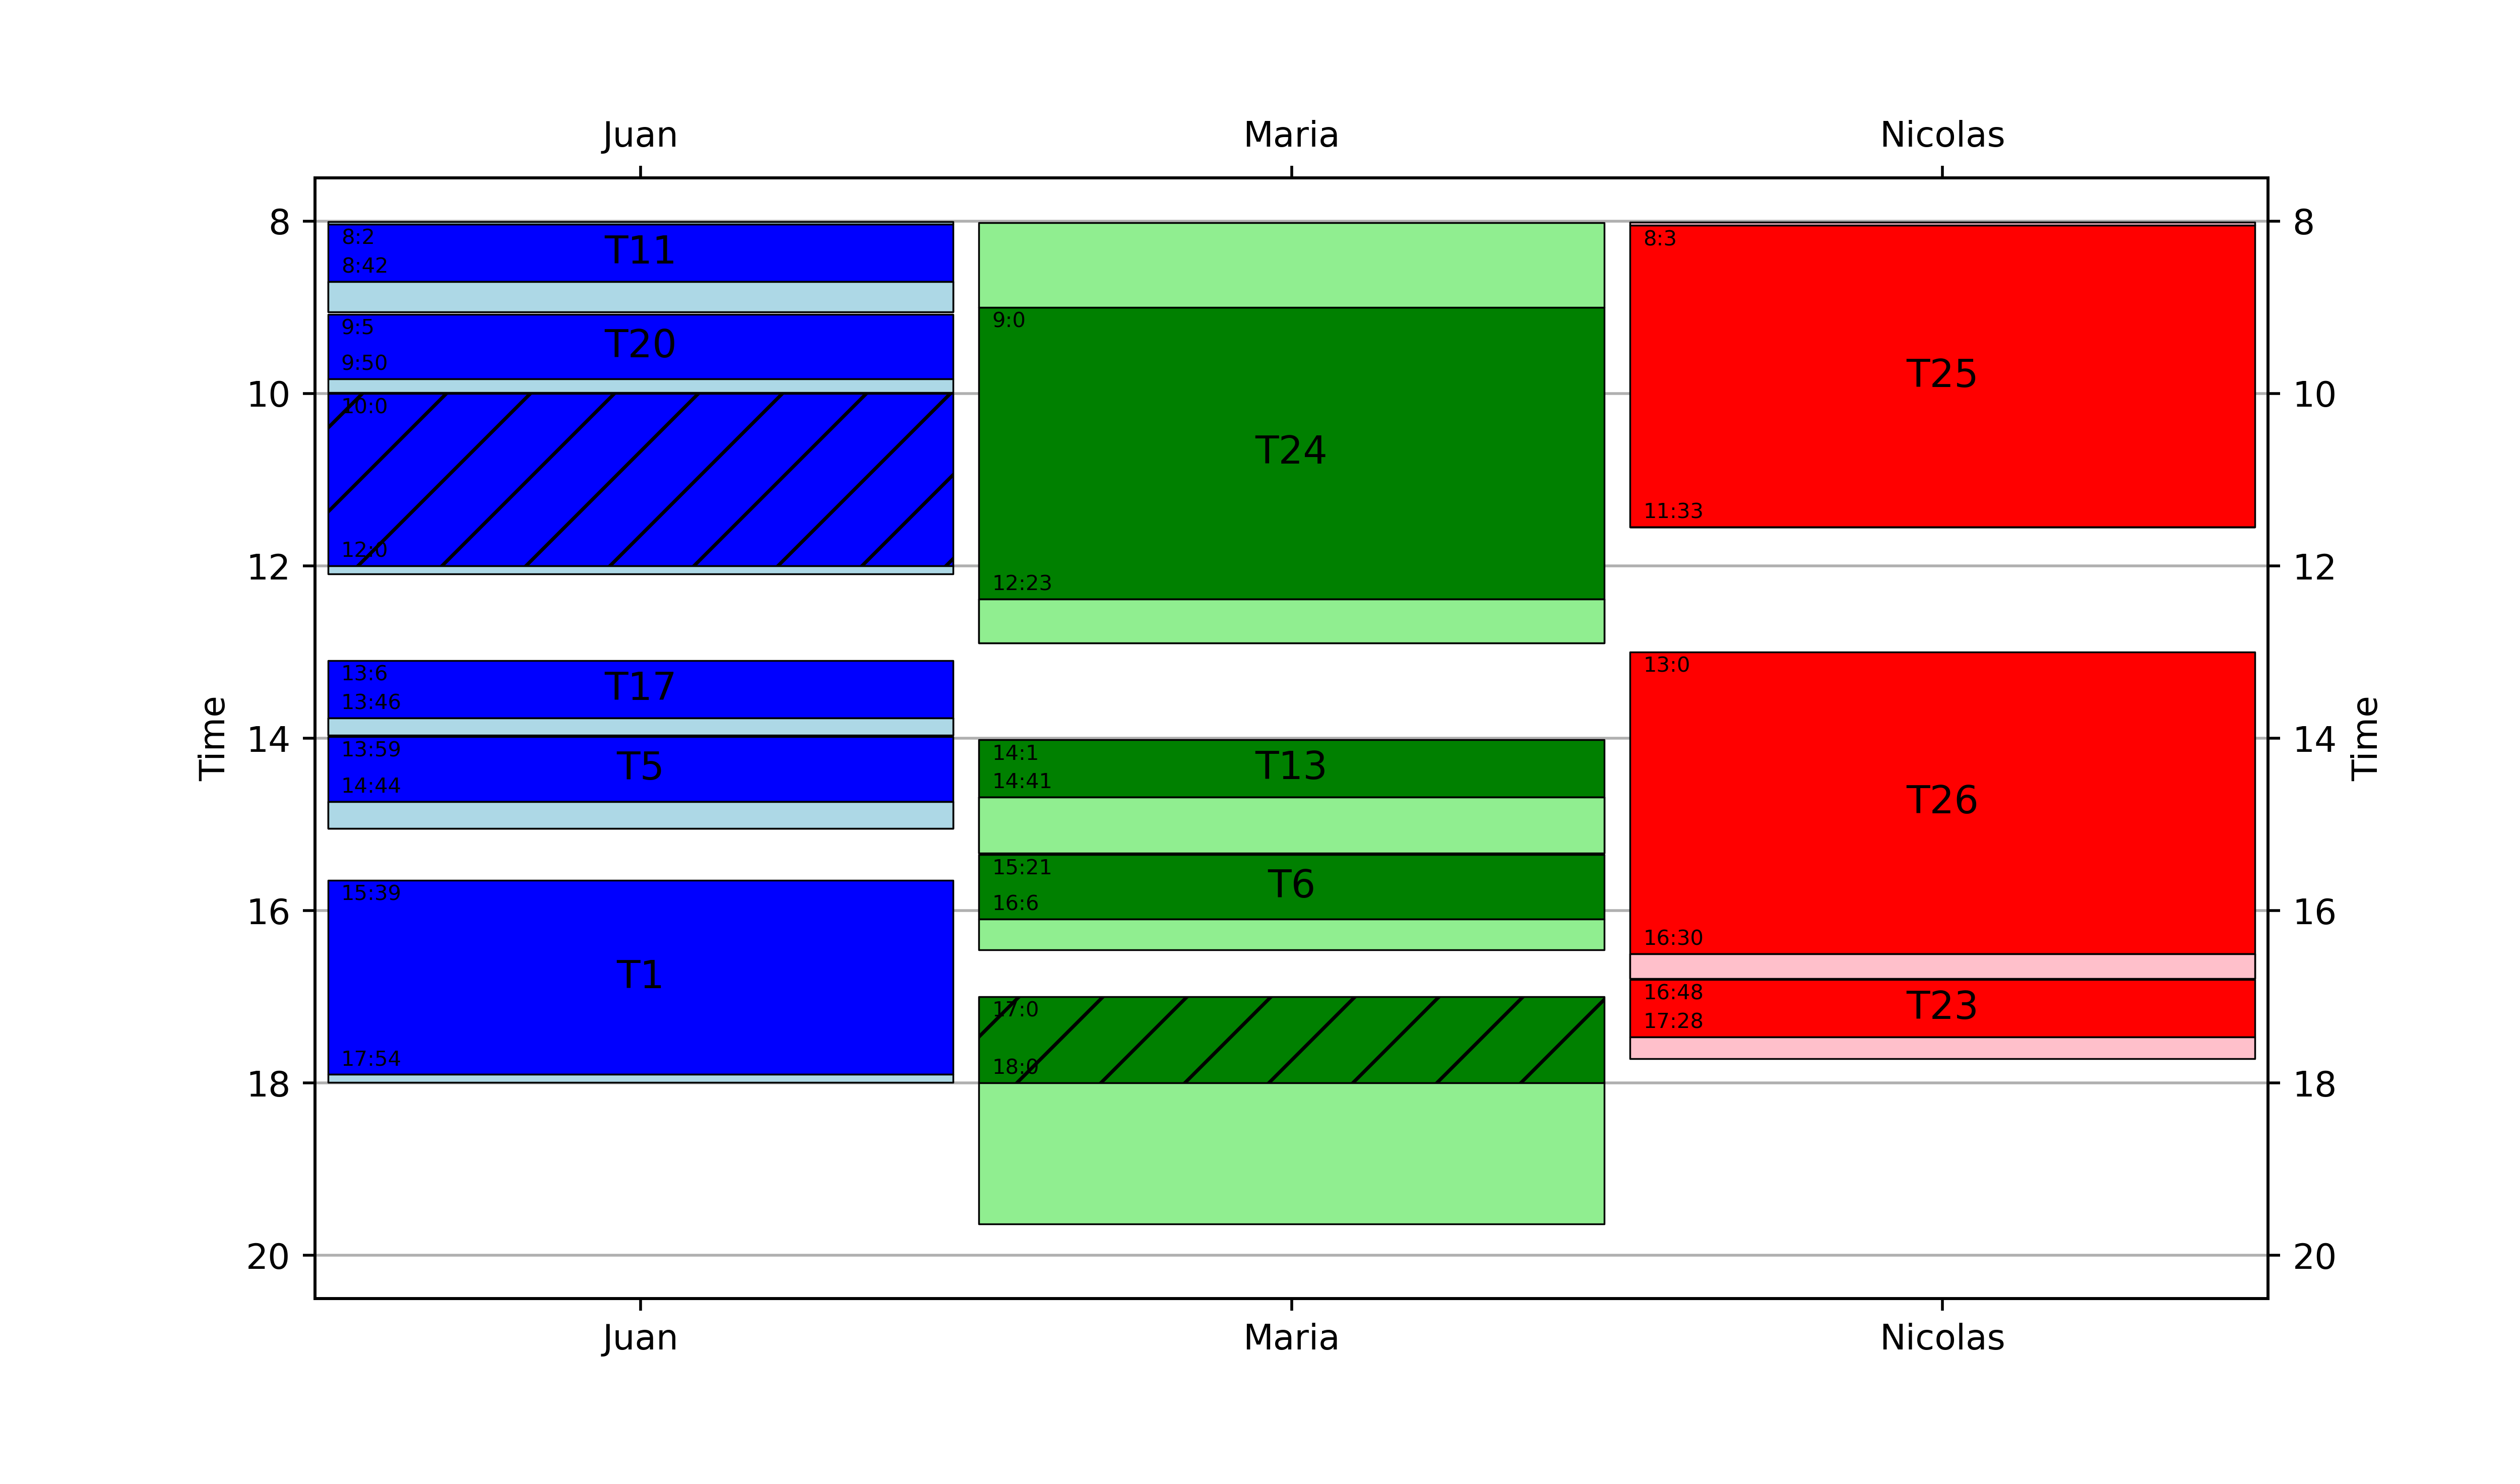 Juan Maria Nicolas
8 8
8:2 T11
8:42
9:5 T20
9:50
10 10
10:0
12:0
12 12
13:6 T17
13:46
14 14
13:59 T5
14:44
15:39
16 16
T1
17:54
18 18
20 20
9:0
T24
12:23
14:1 T13
14:41
15:21 T6
16:6
17:0
18:0
8:3
T25
11:33
13:0
T26
16:30
16:48 T23
17:28
Time Time
Juan Maria Nicolas